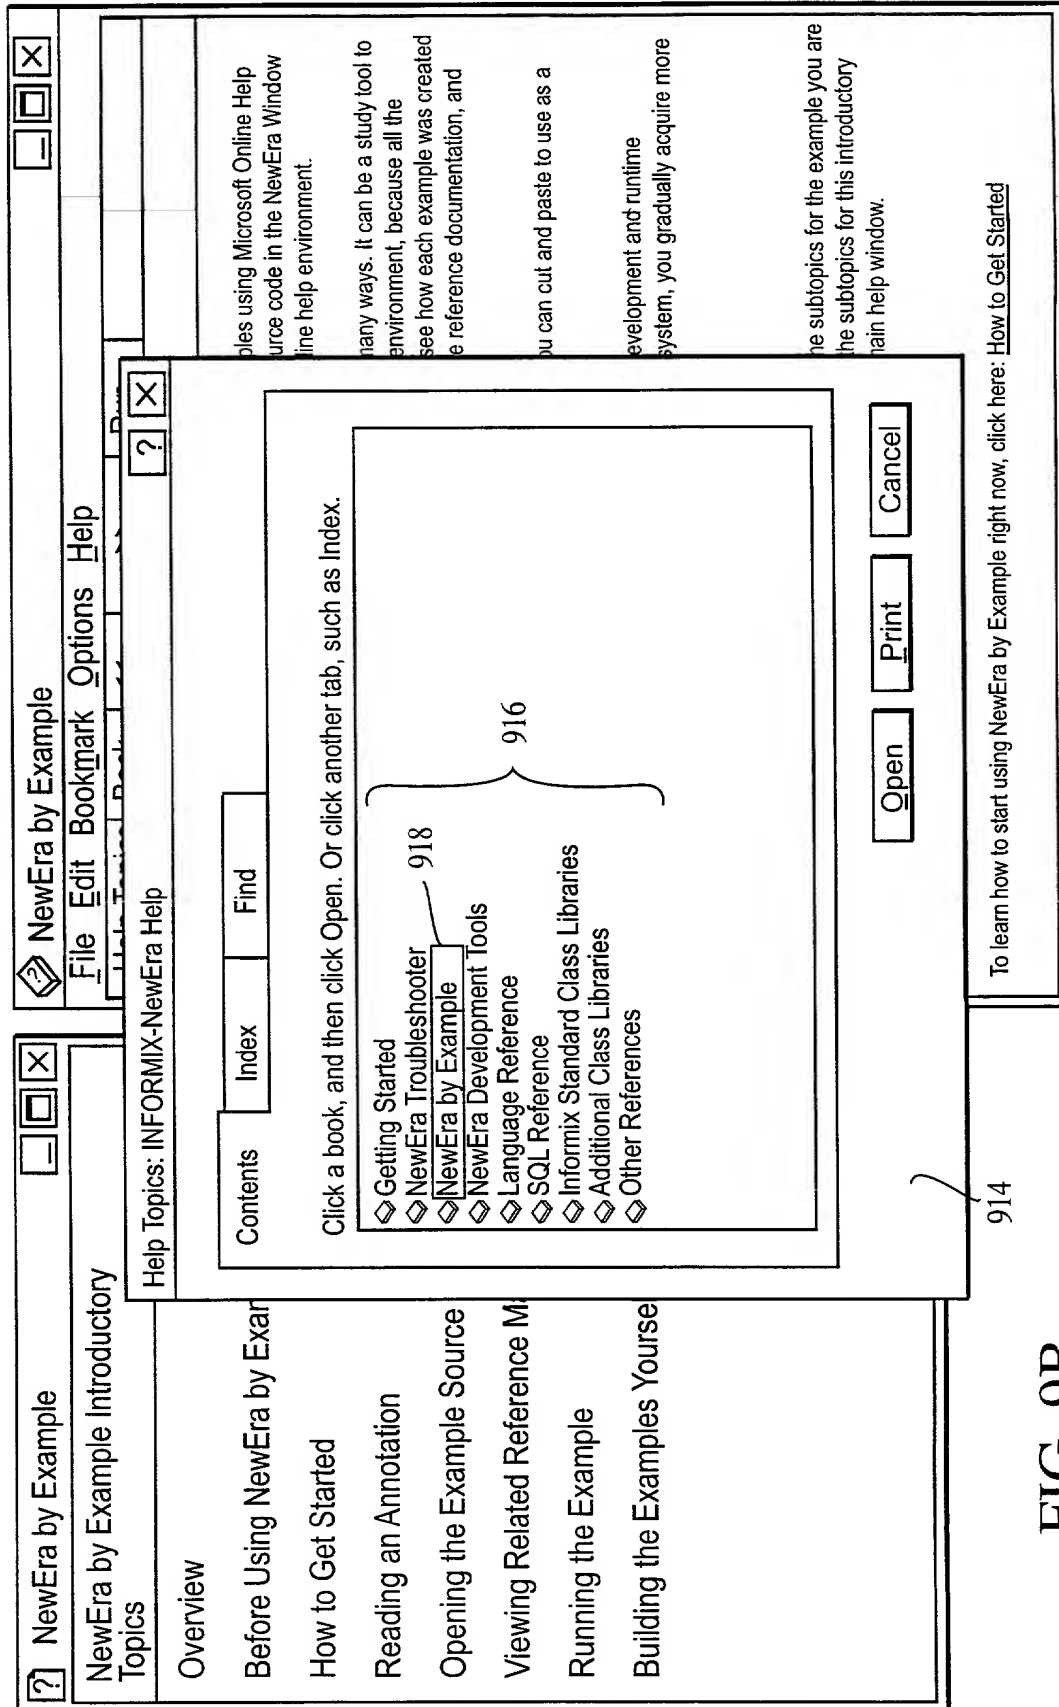 NewEra by Example
NewEra by Example Introductory
Topics
Overview
Before Using NewEra by Exam
How to Get Started
Reading an Annotation
Opening the Example Source
Viewing Related Reference Ma
Running the Example
Building the Examples Yourse
NewEra by Example
File Edit Bookmark Options Help
ples using Microsoft Online Help
urce code in the NewEra Window
line help environment.
many ways. It can be a study tool to
environment, because all the
see how each example was created
e reference documentation, and
ou can cut and paste to use as a
evelopment and runtime
system, you gradually acquire more
he subtopics for the example you are
the subtopics for this introductory
nain help window.
To learn how to start using NewEra by Example right now, click here: How to Get Started
Help Topics: INFORMIX-NewEra Help
Contents Index Find
Click a book, and then click Open. Or click another tab, such as Index.
Getting Started
NewEra Troubleshooter
918
NewEra by Example
NewEra Development Tools
Language Reference
916
SQL Reference
Informix Standard Class Libraries
Additional Class Libraries
Other References
Open Print Cancel
914
FIG. 9B